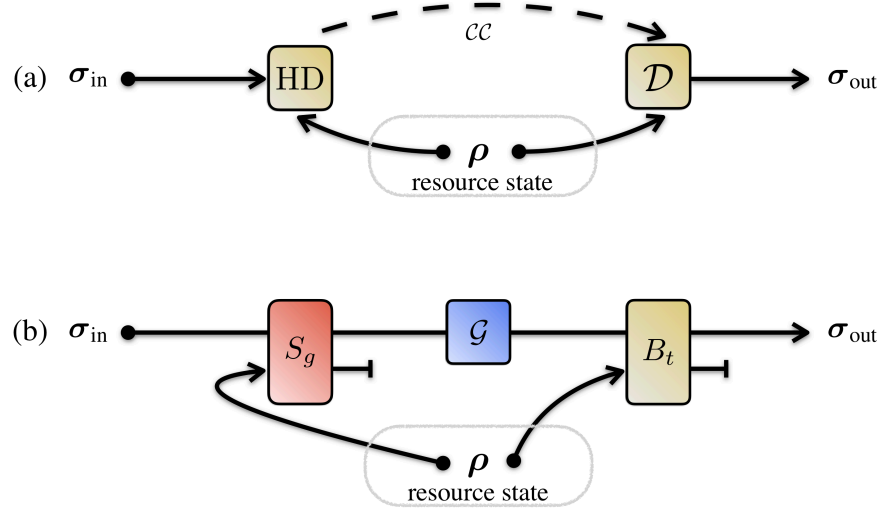 CC
(a) σin HD D σout
ρ
resource state
(b) σin Sg G Bt σout
ρ
resource state